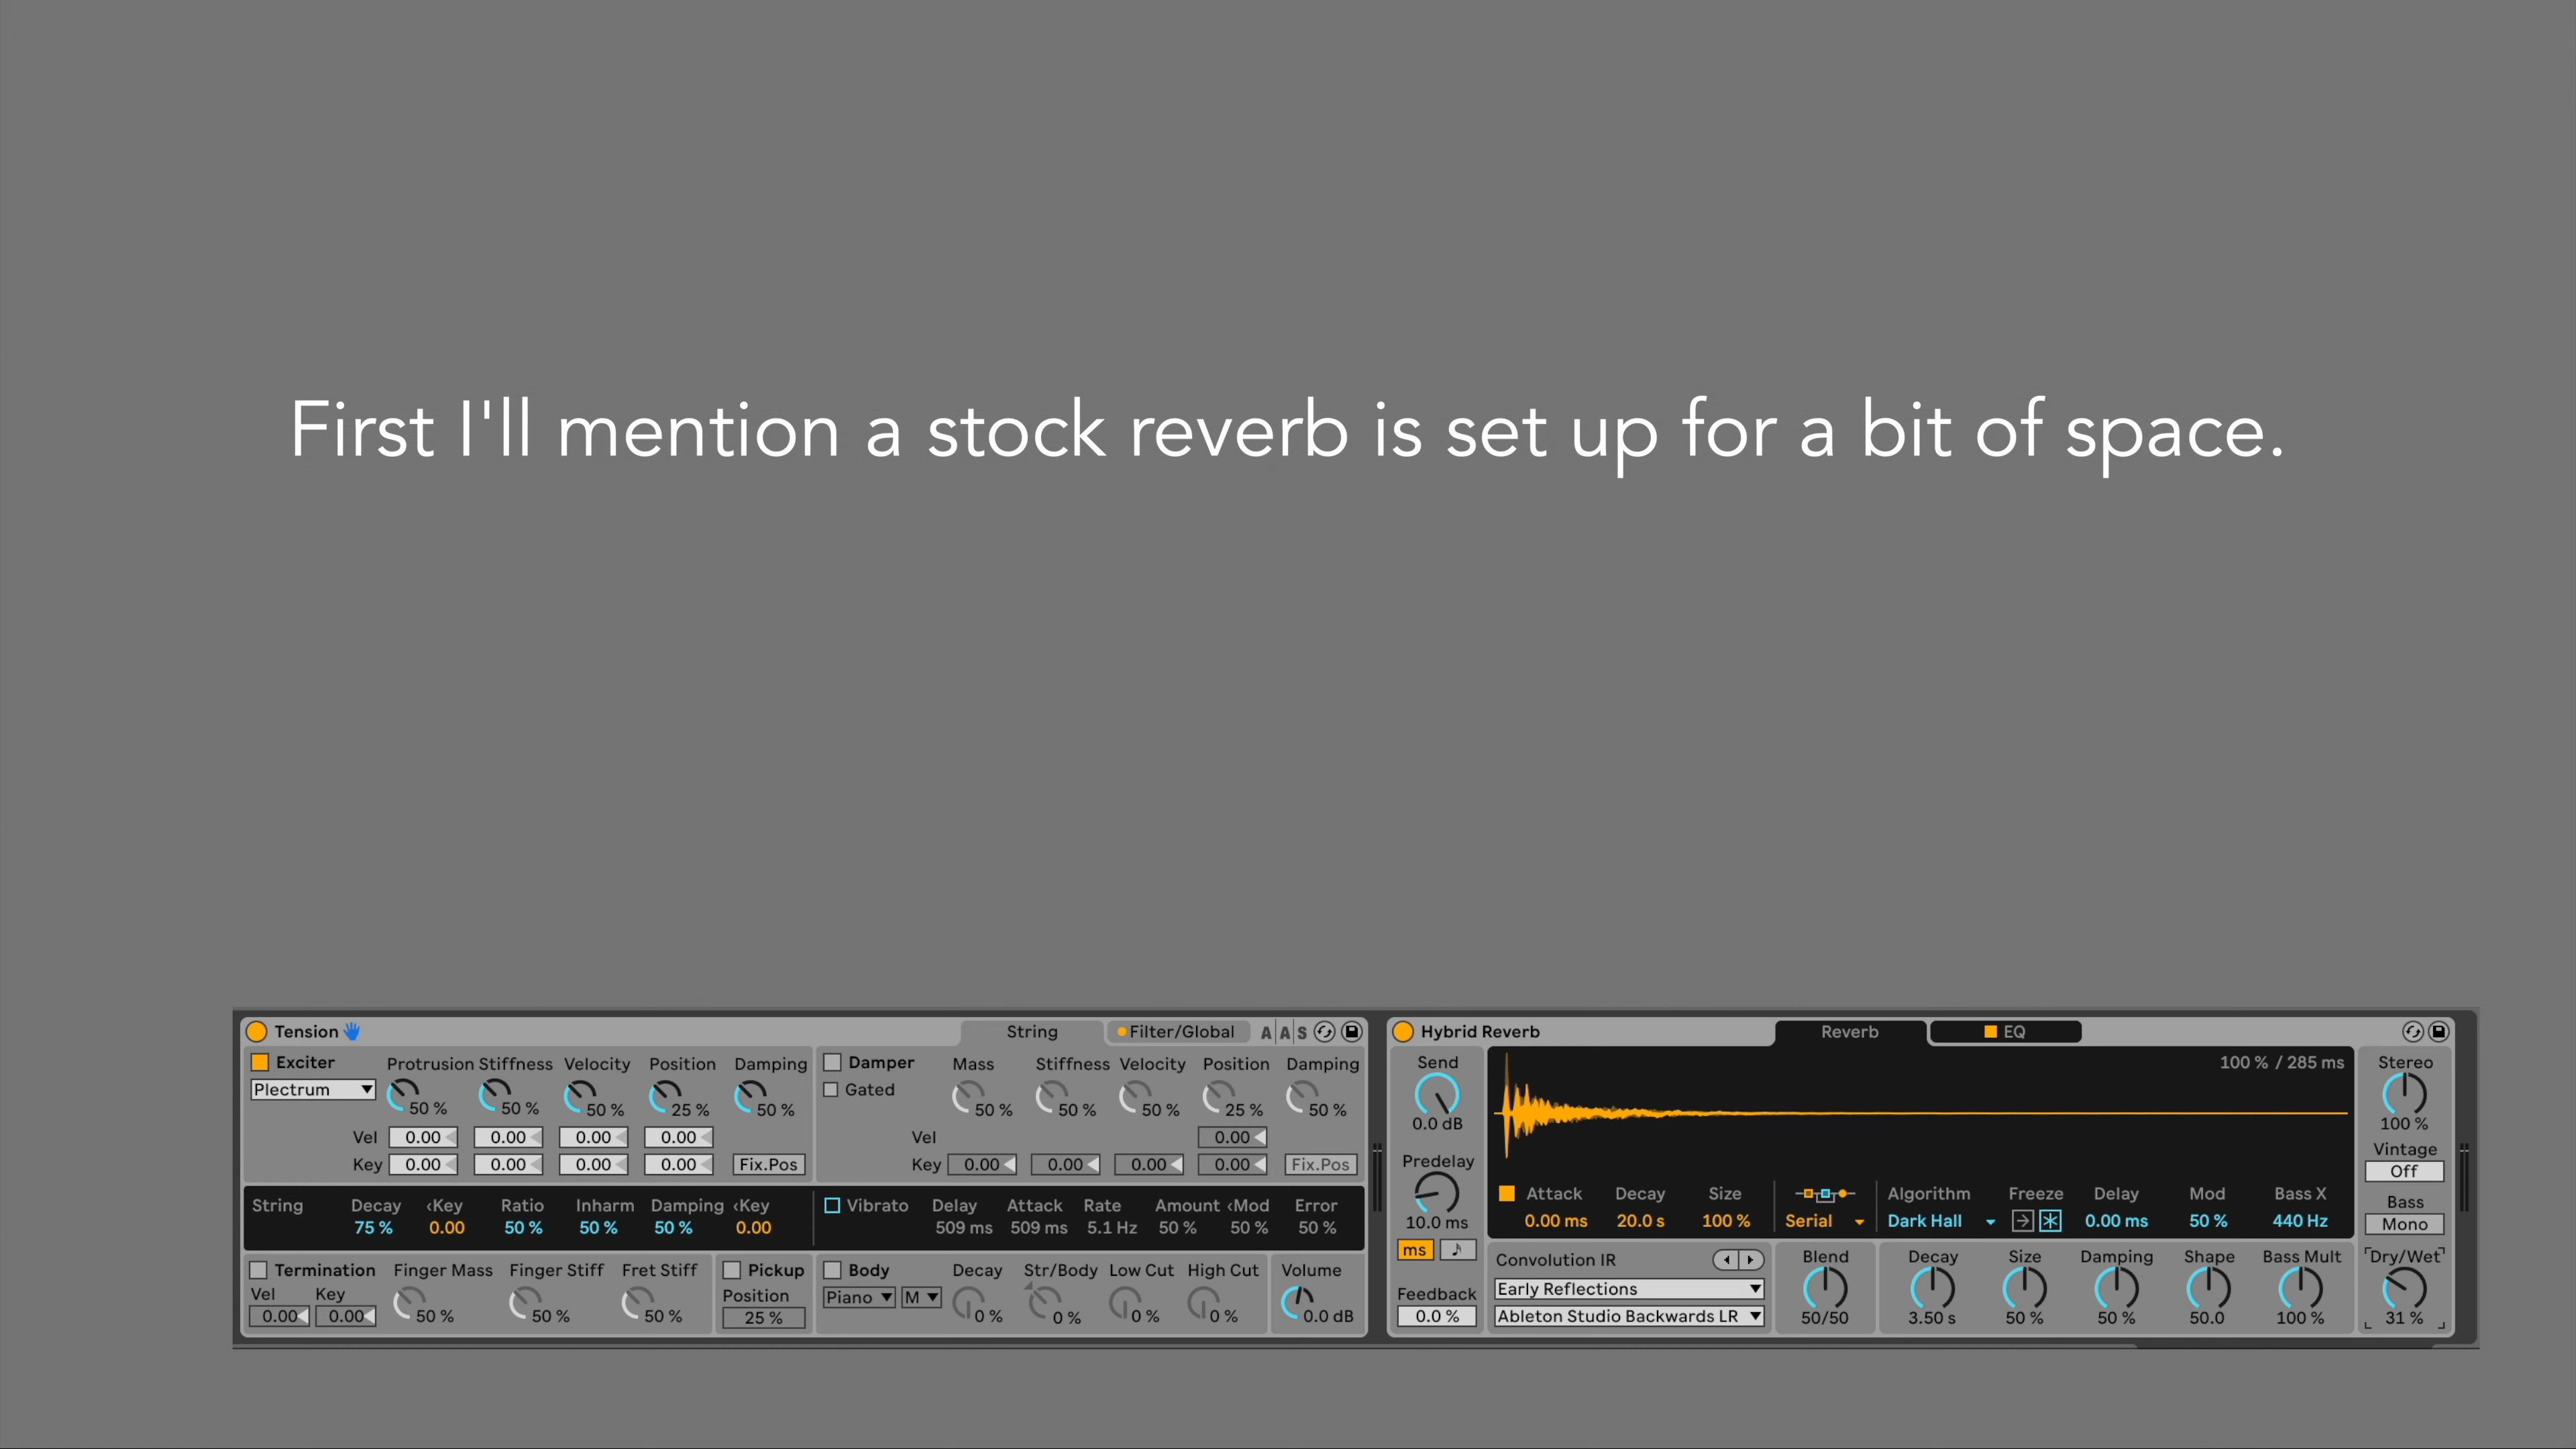 First I'll mention a stock reverb is set up for a bit of space.
Tension String Filter/Global A A S
Exciter Protrusion Stiffness Velocity Position Damping
Plectrum 50 % 50 % 50 % 25 % 50 %
Vel 0.00 0.00 0.00 0.00
Key 0.00 0.00 0.00 0.00 Fix.Pos
Damper Mass Stiffness Velocity Position Damping
Gated 50 % 50 % 50 % 25 % 50 %
Vel 0.00
Key 0.00 0.00 0.00 0.00 Fix.Pos
String Decay <Key Ratio Inharm Damping <Key
75 % 0.00 50 % 50 % 50 % 0.00
Vibrato Delay Attack Rate Amount <Mod Error
509 ms 509 ms 5.1 Hz 50 % 50 % 50 %
Termination Finger Mass Finger Stiff Fret Stiff
Vel Key
0.00 0.00 50 % 50 % 50 %
Pickup
Position
25 %
Body Decay Str/Body Low Cut High Cut
Piano M 0 % 0 % 0 % 0 %
Volume
0.0 dB
Hybrid Reverb Reverb EQ
Send
0.0 dB
Predelay
10.0 ms
ms ♪
Feedback
0.0 %
100 % / 285 ms
Attack Decay Size
0.00 ms 20.0 s 100 % Serial
Algorithm Freeze Delay Mod Bass X
Dark Hall 0.00 ms 50 % 440 Hz
Convolution IR
Early Reflections
Ableton Studio Backwards LR
Blend
50/50
Decay Size Damping Shape Bass Mult
3.50 s 50 % 50 % 50.0 100 %
Stereo
100 %
Vintage
Off
Bass
Mono
Dry/Wet
31 %